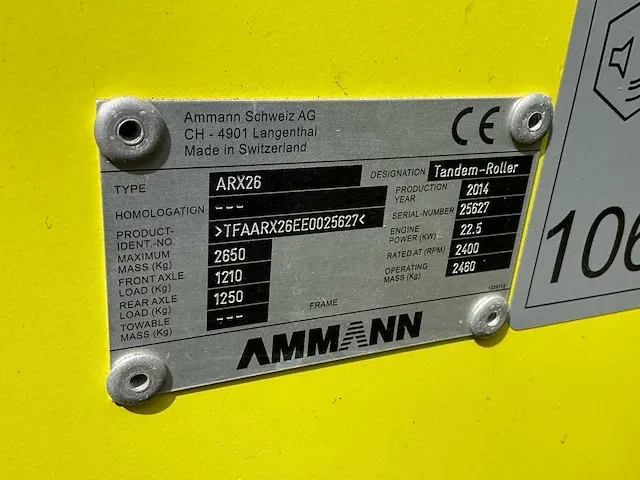 Ammann Schweiz AG
CH - 4901 Langenthal
Made in Switzerland
CE
TYPE ARX26
DESIGNATION Tandem-Roller
HOMOLOGATION ---
PRODUCTION YEAR 2014
PRODUCT-IDENT.-NO. >TFAARX26EE0025627<
SERIAL-NUMBER 25627
MAXIMUM MASS (Kg) 2650
ENGINE POWER (KW) 22.5
FRONT AXLE LOAD (Kg) 1210
RATED AT (RPM) 2400
REAR AXLE LOAD (Kg) 1250
OPERATING MASS (Kg) 2460
TOWABLE MASS (Kg) ---
FRAME
AMMANN
106